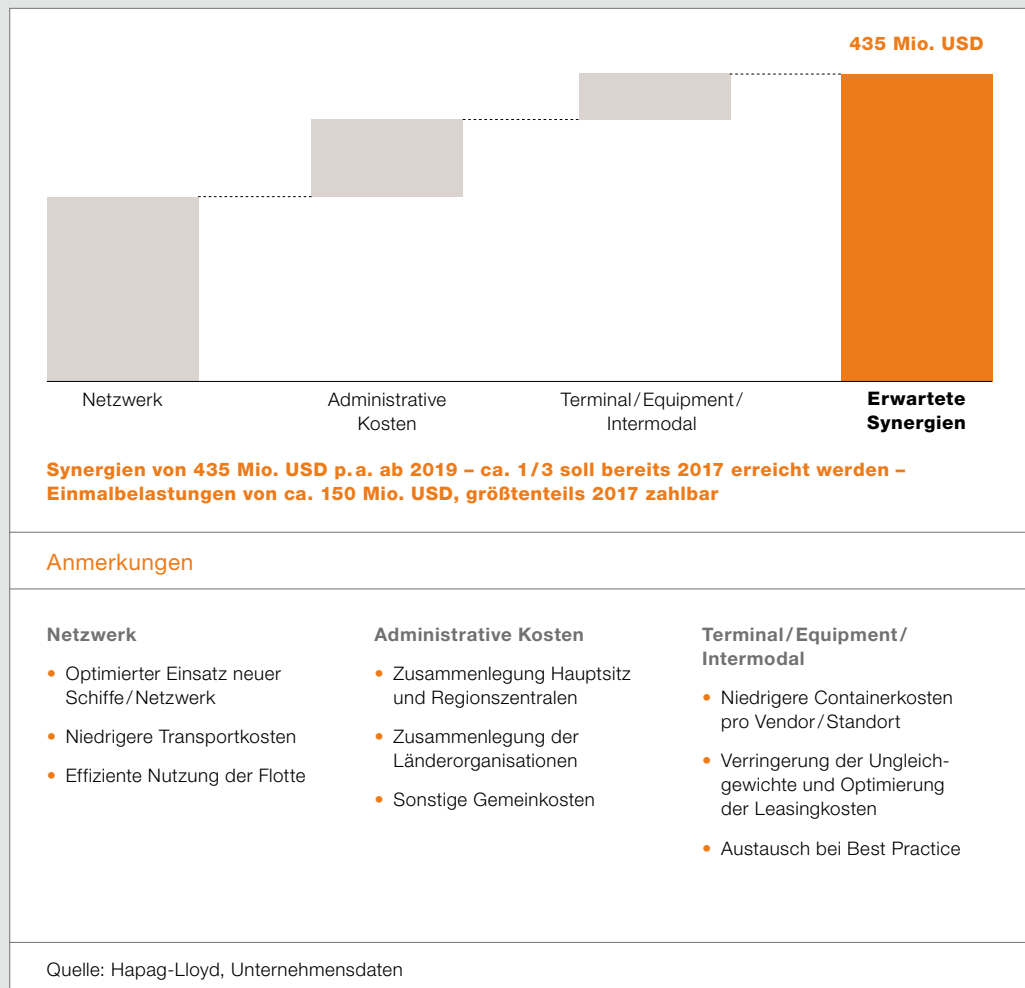 435 Mio. USD
Netzwerk
Administrative
Kosten
Terminal/Equipment/
Intermodal
Erwartete
Synergien
Synergien von 435 Mio. USD p.a. ab 2019 – ca. 1/3 soll bereits 2017 erreicht werden –
Einmalbelastungen von ca. 150 Mio. USD, größtenteils 2017 zahlbar
Anmerkungen
Netzwerk
• Optimierter Einsatz neuer
Schiffe/Netzwerk
• Niedrigere Transportkosten
• Effiziente Nutzung der Flotte
Administrative Kosten
• Zusammenlegung Hauptsitz
und Regionszentralen
• Zusammenlegung der
Länderorganisationen
• Sonstige Gemeinkosten
Terminal/Equipment/
Intermodal
• Niedrigere Containerkosten
pro Vendor/Standort
• Verringerung der Ungleich-
gewichte und Optimierung
der Leasingkosten
• Austausch bei Best Practice
Quelle: Hapag-Lloyd, Unternehmensdaten